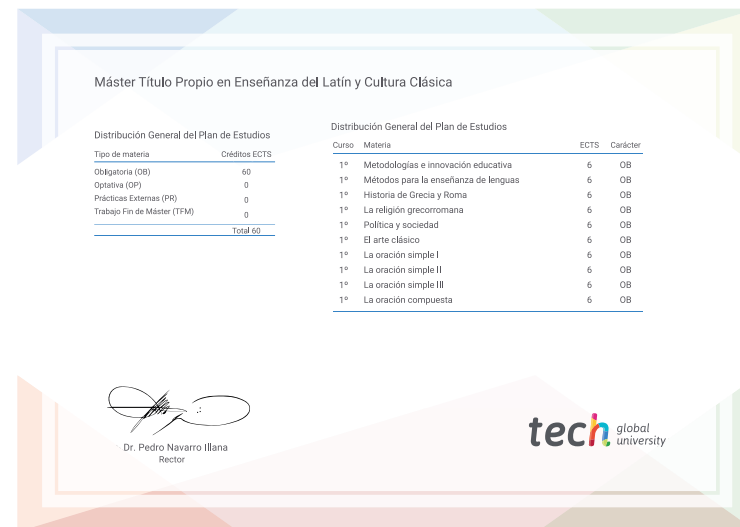 Máster Título Propio en Enseñanza del Latín y Cultura Clásica
Distribución General del Plan de Estudios
Tipo de materia Créditos ECTS
Obligatoria (OB) 60
Optativa (OP) 0
Prácticas Externas (PR) 0
Trabajo Fin de Máster (TFM) 0
Total 60
Distribución General del Plan de Estudios
Curso Materia ECTS Carácter
1º Metodologías e innovación educativa 6 OB
1º Métodos para la enseñanza de lenguas 6 OB
1º Historia de Grecia y Roma 6 OB
1º La religión grecorromana 6 OB
1º Política y sociedad 6 OB
1º El arte clásico 6 OB
1º La oración simple I 6 OB
1º La oración simple II 6 OB
1º La oración simple III 6 OB
1º La oración compuesta 6 OB
Dr. Pedro Navarro Illana
Rector
tech global
university